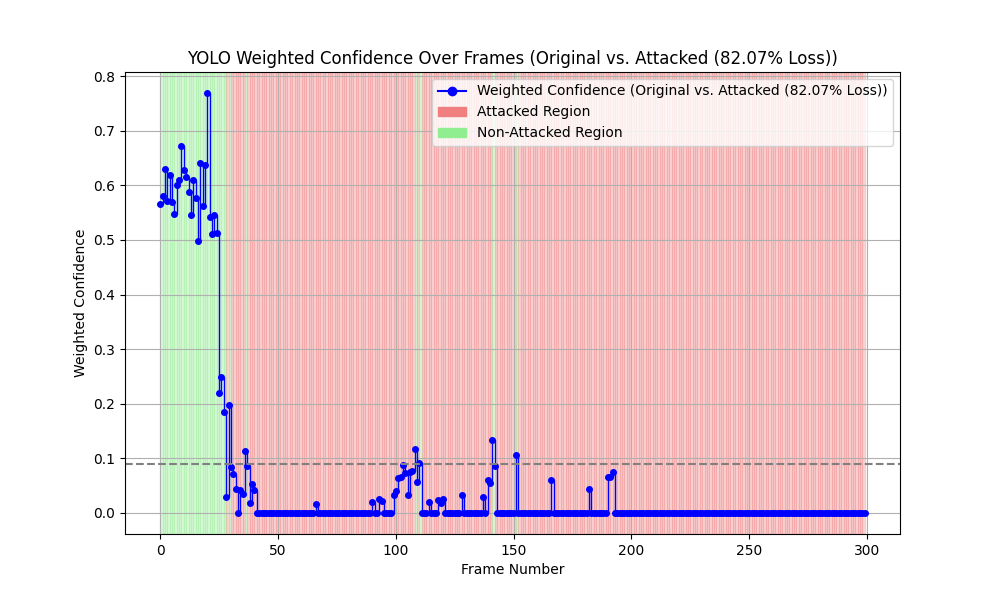 YOLO Weighted Confidence Over Frames (Original vs. Attacked (82.07% Loss))
Weighted Confidence (Original vs. Attacked (82.07% Loss))
Attacked Region
Non-Attacked Region
Weighted Confidence
0.8
0.7
0.6
0.5
0.4
0.3
0.2
0.1
0.0
0 50 100 150 200 250 300
Frame Number